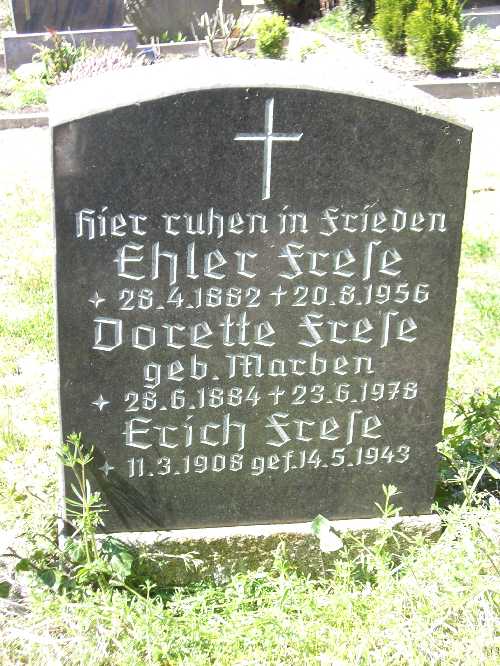 Hier ruhen in Frieden
Ehler Freſe
✦ 28.4.1882 ✝ 20.8.1956
Dorette Freſe
geb. Marben
✦ 28.6.1884 ✝ 23.6.1978
Erich Freſe
✦ 11.3.1908 gef. 14.5.1943